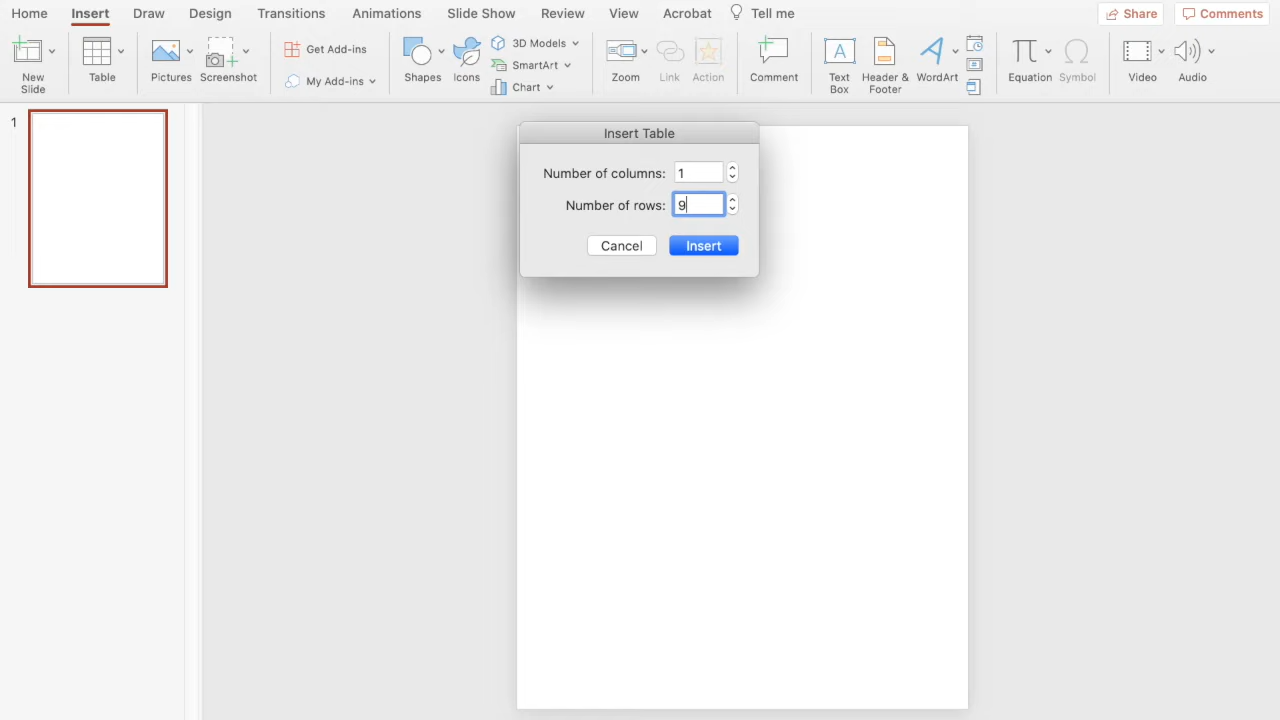 Home Insert Draw Design Transitions Animations Slide Show Review View Acrobat Tell me Share Comments
New Slide
Table
Pictures
Screenshot
Get Add-ins
My Add-ins
Shapes
Icons
3D Models
SmartArt
Chart
Zoom
Link
Action
Comment
Text Box
Header & Footer
WordArt
Equation
Symbol
Video
Audio
1
Insert Table
Number of columns: 1
Number of rows: 9
Cancel Insert